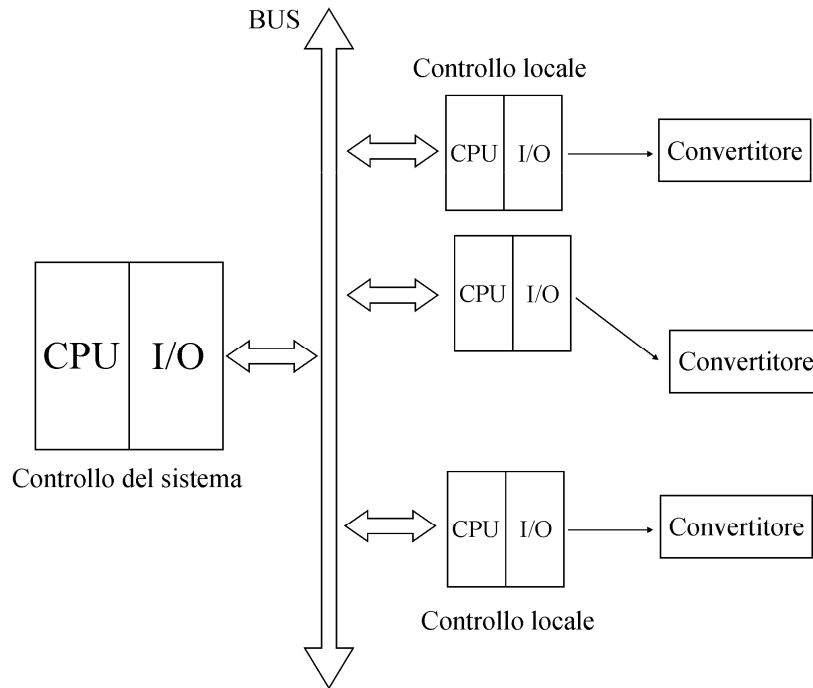 BUS
Controllo locale
CPU I/O
Convertitore
CPU I/O
Convertitore
CPU I/O
Controllo del sistema
CPU I/O
Convertitore
Controllo locale